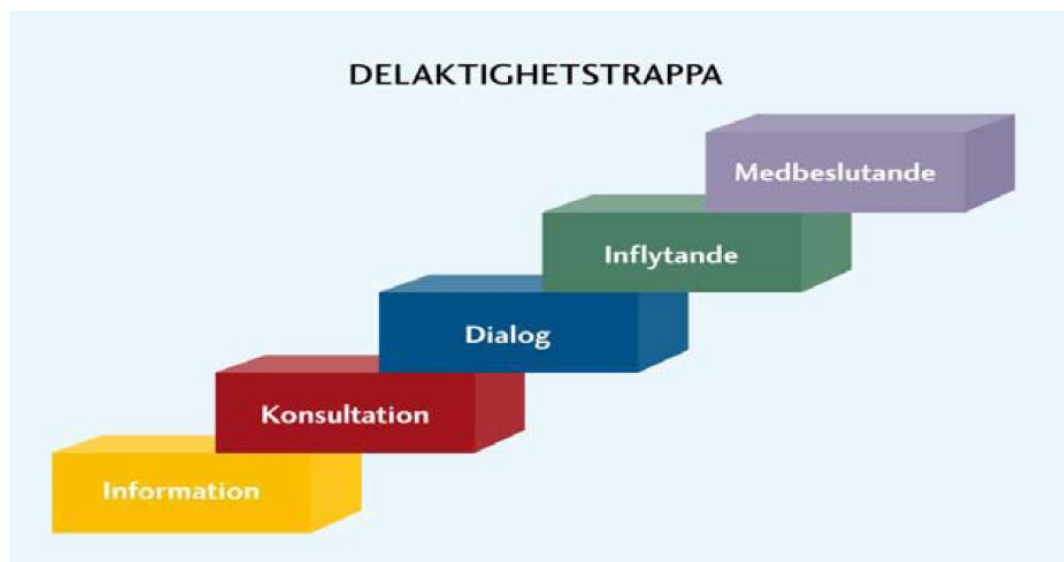 DELAKTIGHETSTRAPPA
Medbeslutande
Inflytande
Dialog
Konsultation
Information